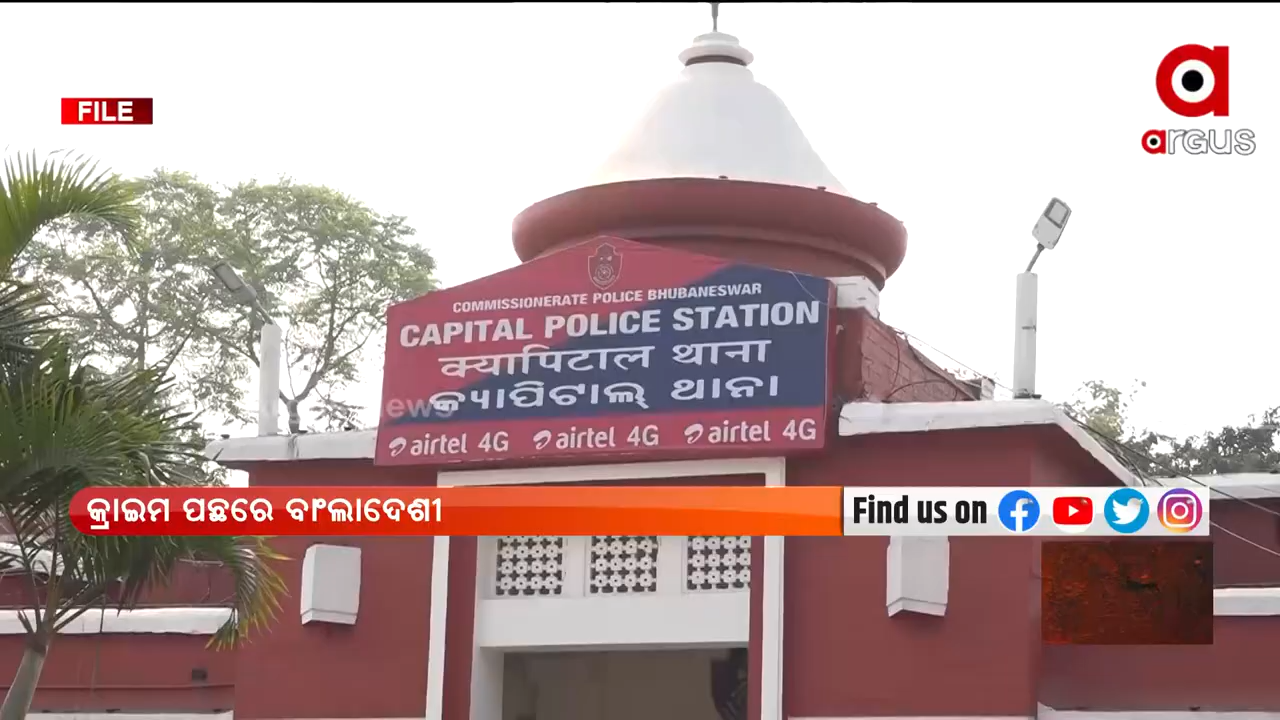 FILE
argus
COMMISSIONERATE POLICE BHUBANESWAR
CAPITAL POLICE STATION
क्यापिटाल थाना
କ୍ୟାପିଟାଲ୍ ଥାନା
news
airtel 4G airtel 4G airtel 4G
କ୍ରାଇମ ପଛରେ ବାଂଲାଦେଶୀ
Find us on